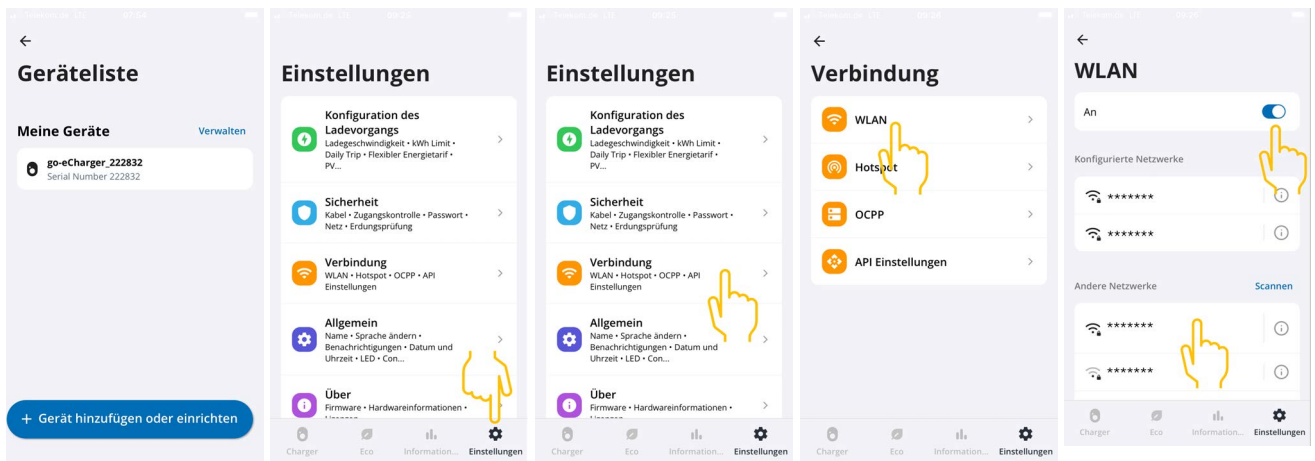 ←
Geräteliste
Meine Geräte
Verwalten
go-eCharger_222832
Serial Number 222832
+ Gerät hinzufügen oder einrichten
Einstellungen
Konfiguration des
Ladevorgangs
Ladegeschwindigkeit • kWh Limit •
Daily Trip • Flexibler Energietarif •
PV...
Sicherheit
Kabel • Zugangskontrolle • Passwort •
Netz • Erdungsprüfung
Verbindung
WLAN • Hotspot • OCPP • API
Einstellungen
Allgemein
Name • Sprache ändern •
Benachrichtigungen • Datum und
Uhrzeit • LED • Con...
Über
Firmware • Hardwareinformationen •
Charger
Eco
Information...
Einstellungen
Einstellungen
Konfiguration des
Ladevorgangs
Ladegeschwindigkeit • kWh Limit •
Daily Trip • Flexibler Energietarif •
PV...
Sicherheit
Kabel • Zugangskontrolle • Passwort •
Netz • Erdungsprüfung
Verbindung
WLAN • Hotspot • OCPP • API
Einstellungen
Allgemein
Name • Sprache ändern •
Benachrichtigungen • Datum und
Uhrzeit • LED • Con...
Über
Firmware • Hardwareinformationen •
Charger
Eco
Information...
Einstellungen
←
Verbindung
WLAN
Hotspot
OCPP
API Einstellungen
Charger
Eco
Information...
Einstellungen
←
WLAN
An
Konfigurierte Netzwerke
*******
*******
Andere Netzwerke
Scannen
*******
*******
Charger
Eco
Information...
Einstellungen